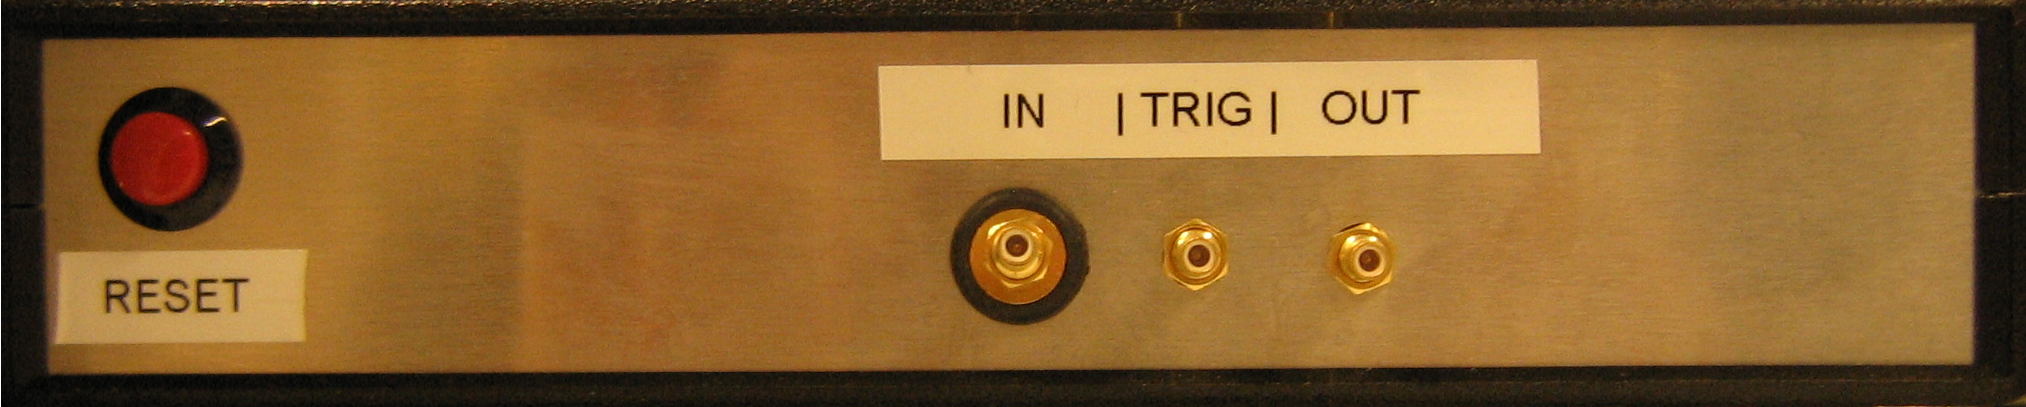 IN | TRIG | OUT
RESET